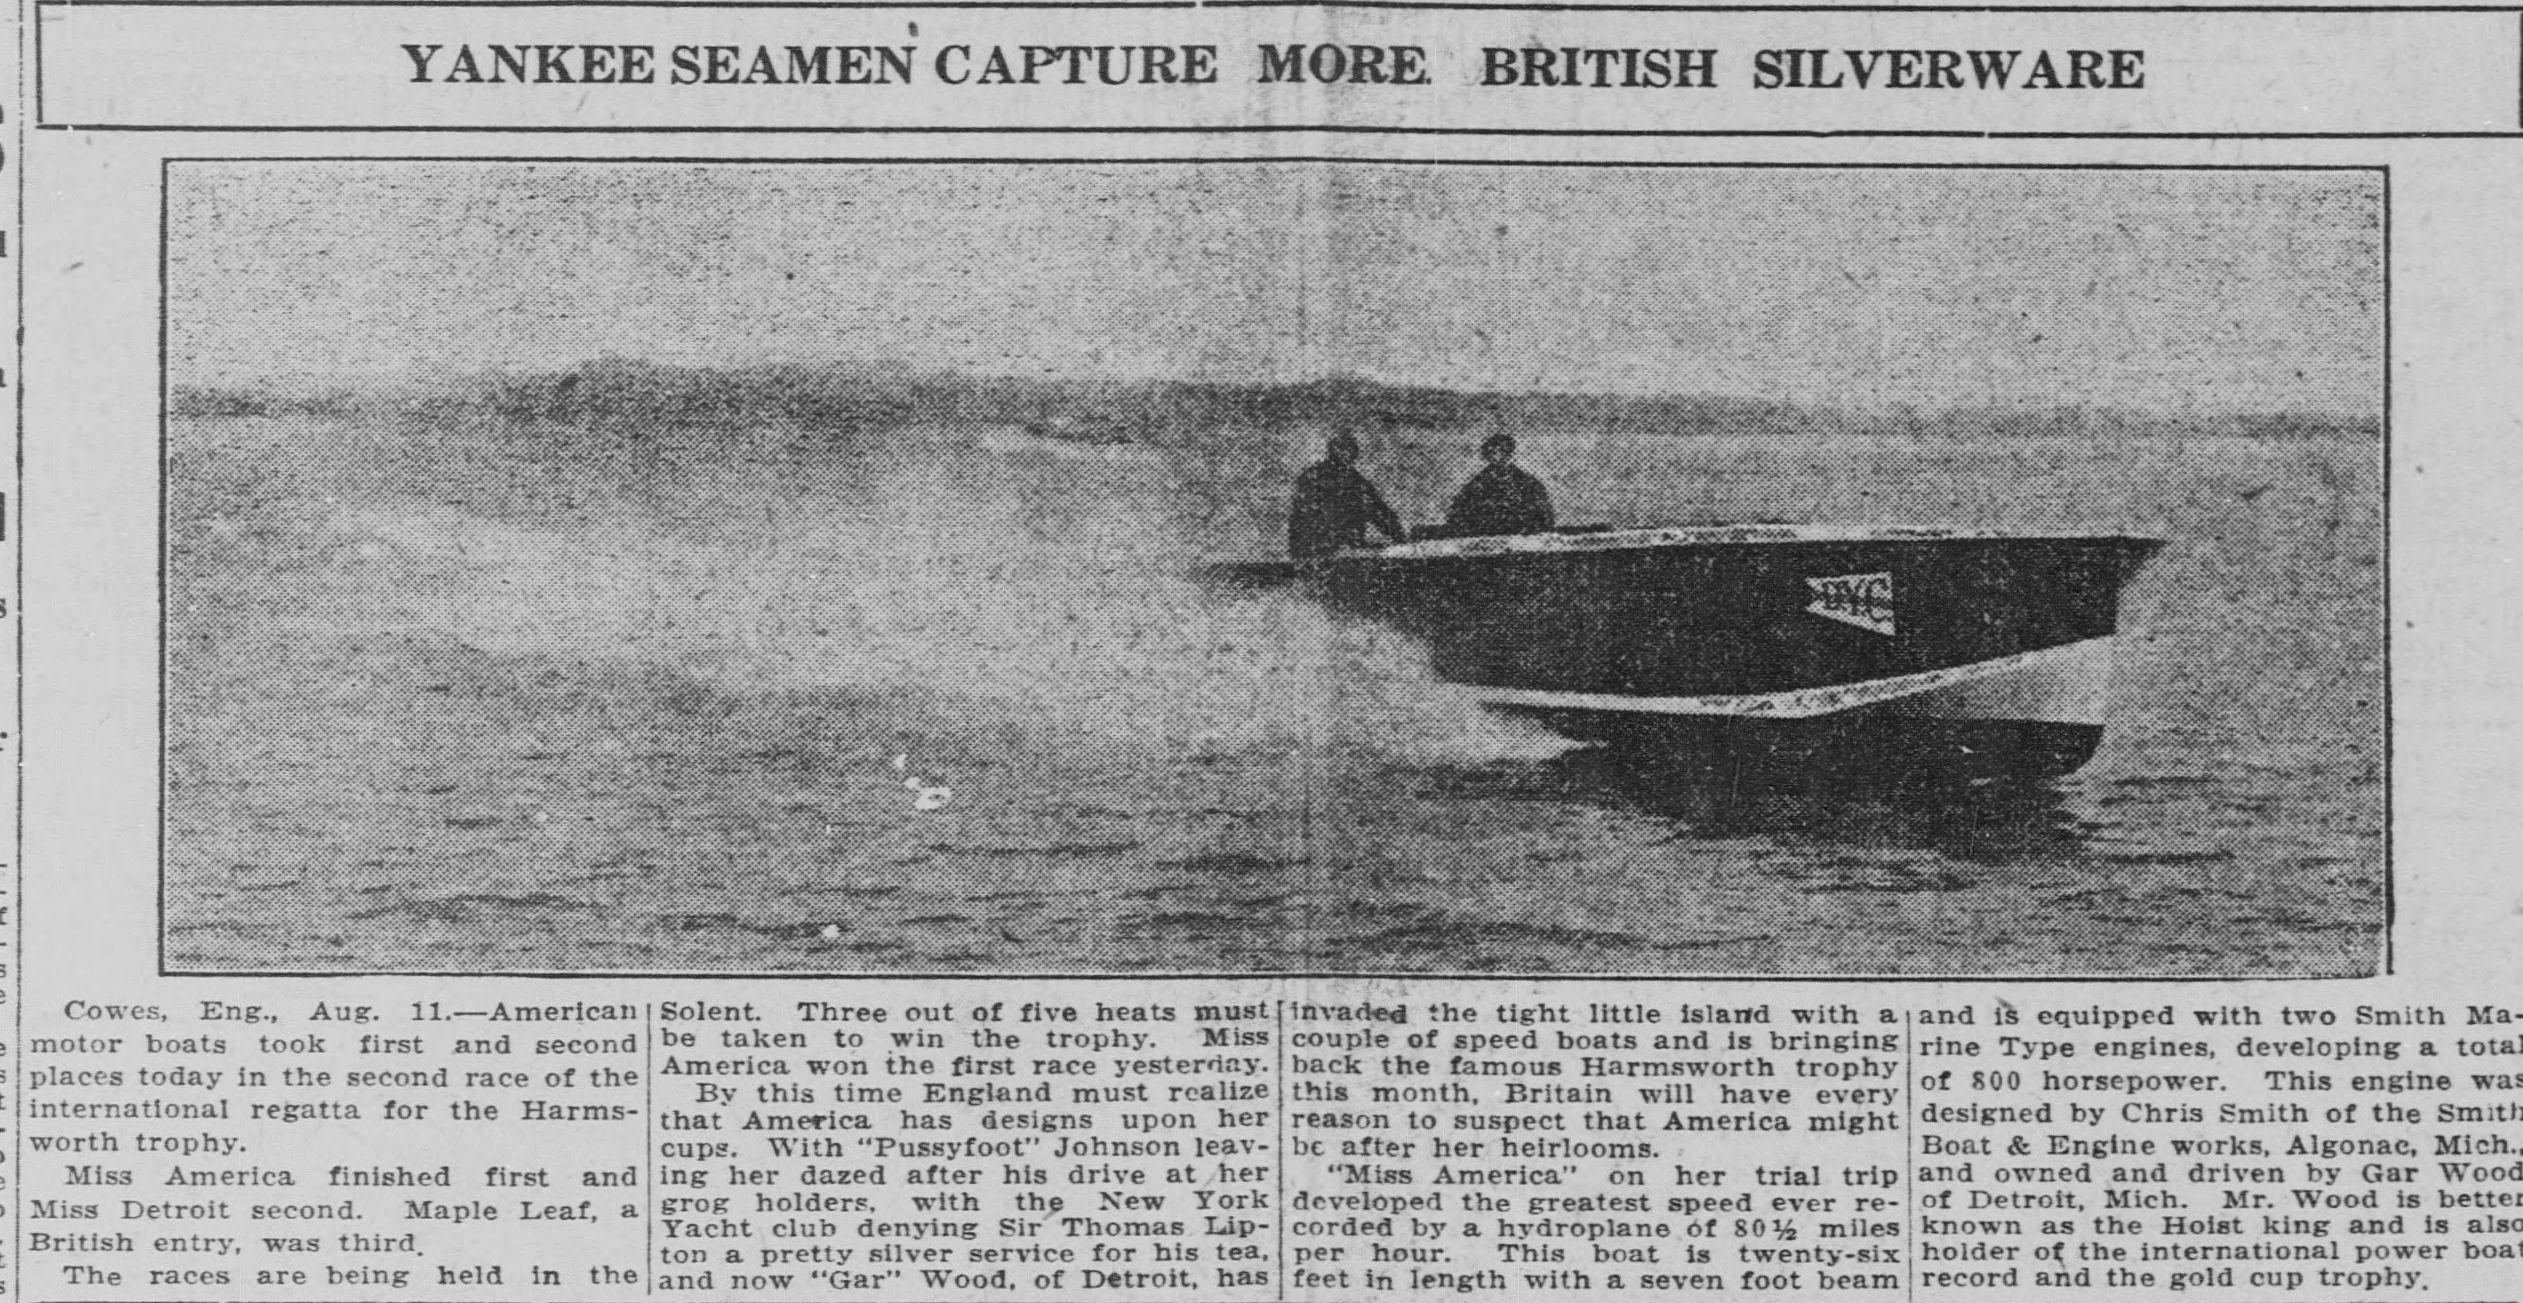 YANKEE SEAMEN CAPTURE MORE BRITISH SILVERWARE
D.Y.C
Cowes, Eng., Aug. 11.—American
motor boats took first and second
places today in the second race of the
international regatta for the Harms-
worth trophy.
Miss America finished first and
Miss Detroit second. Maple Leaf, a
British entry, was third.
The races are being held in the
Solent. Three out of five heats must
be taken to win the trophy. Miss
America won the first race yesterday.
By this time England must realize
that America has designs upon her
cups. With "Pussyfoot" Johnson leav-
ing her dazed after his drive at her
grog holders, with the New York
Yacht club denying Sir Thomas Lip-
ton a pretty silver service for his tea,
and now "Gar" Wood, of Detroit, has
invaded the tight little island with a
couple of speed boats and is bringing
back the famous Harmsworth trophy
this month, Britain will have every
reason to suspect that America might
be after her heirlooms.
"Miss America" on her trial trip
developed the greatest speed ever re-
corded by a hydroplane of 80½ miles
per hour. This boat is twenty-six
feet in length with a seven foot beam
and is equipped with two Smith Ma-
rine Type engines, developing a total
of 800 horsepower. This engine was
designed by Chris Smith of the Smith
Boat & Engine works, Algonac, Mich.,
and owned and driven by Gar Wood
of Detroit, Mich. Mr. Wood is better
known as the Hoist king and is also
holder of the international power boat
record and the gold cup trophy.